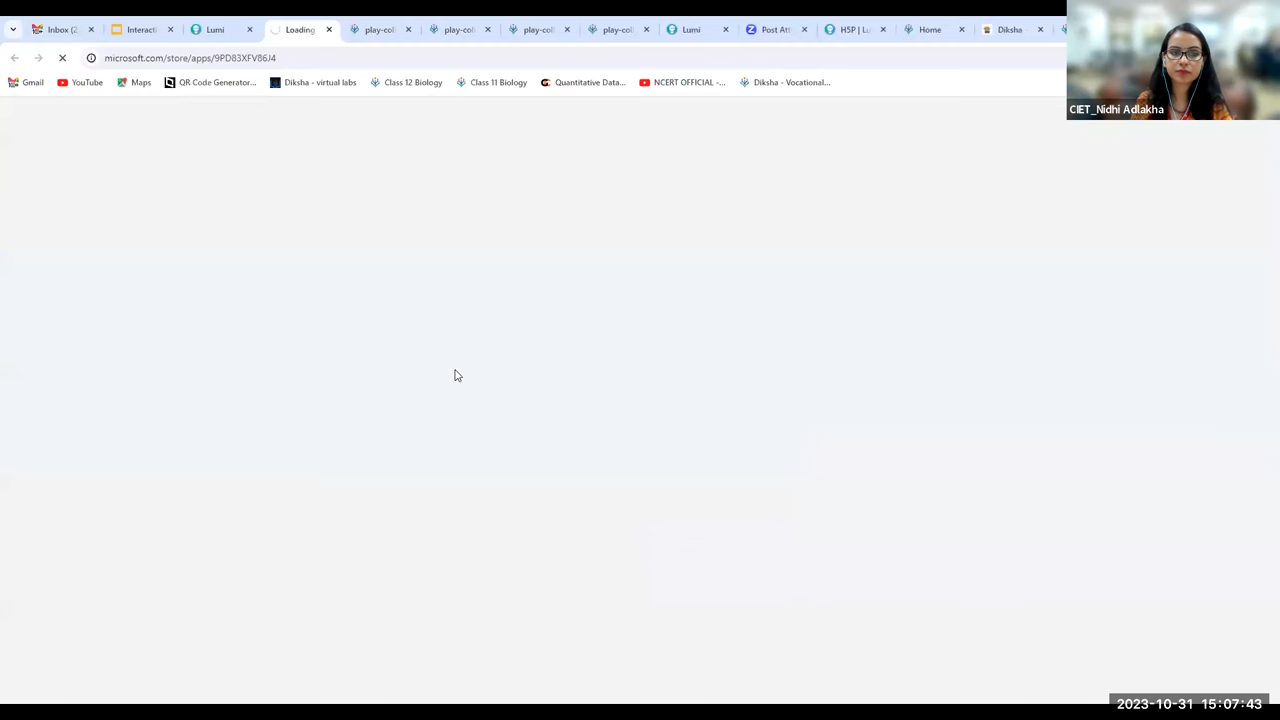 Inbox (2
Interacti
Lumi
Loading
play-coll
play-coll
play-coll
play-coll
Lumi
Post Att
H5P | Lu
Home
Diksha
microsoft.com/store/apps/9PD83XFV86J4
Gmail
YouTube
Maps
QR Code Generator...
Diksha - virtual labs
Class 12 Biology
Class 11 Biology
Quantitative Data...
NCERT OFFICIAL -...
Diksha - Vocational...
CIET_Nidhi Adlakha
2023-10-31 15:07:43